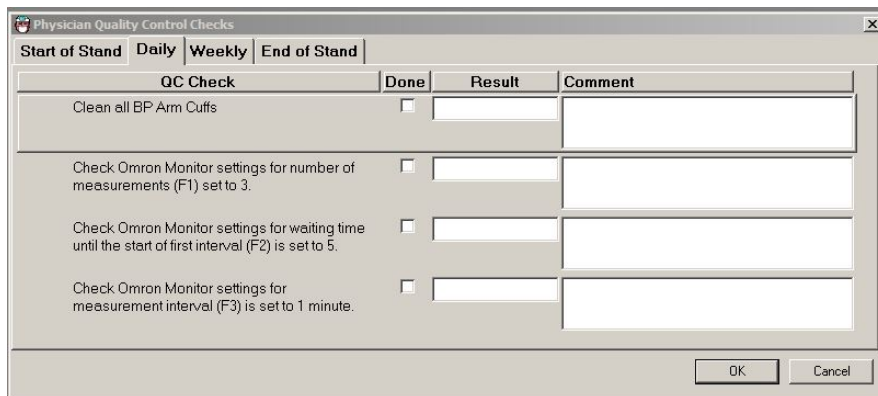 Physician Quality Control Checks
Start of Stand Daily Weekly End of Stand
QC Check Done Result Comment
Clean all BP Arm Cuffs
Check Omron Monitor settings for number of
measurements (F1) set to 3.
Check Omron Monitor settings for waiting time
until the start of first interval (F2) is set to 5.
Check Omron Monitor settings for
measurement interval (F3) is set to 1 minute.
OK Cancel